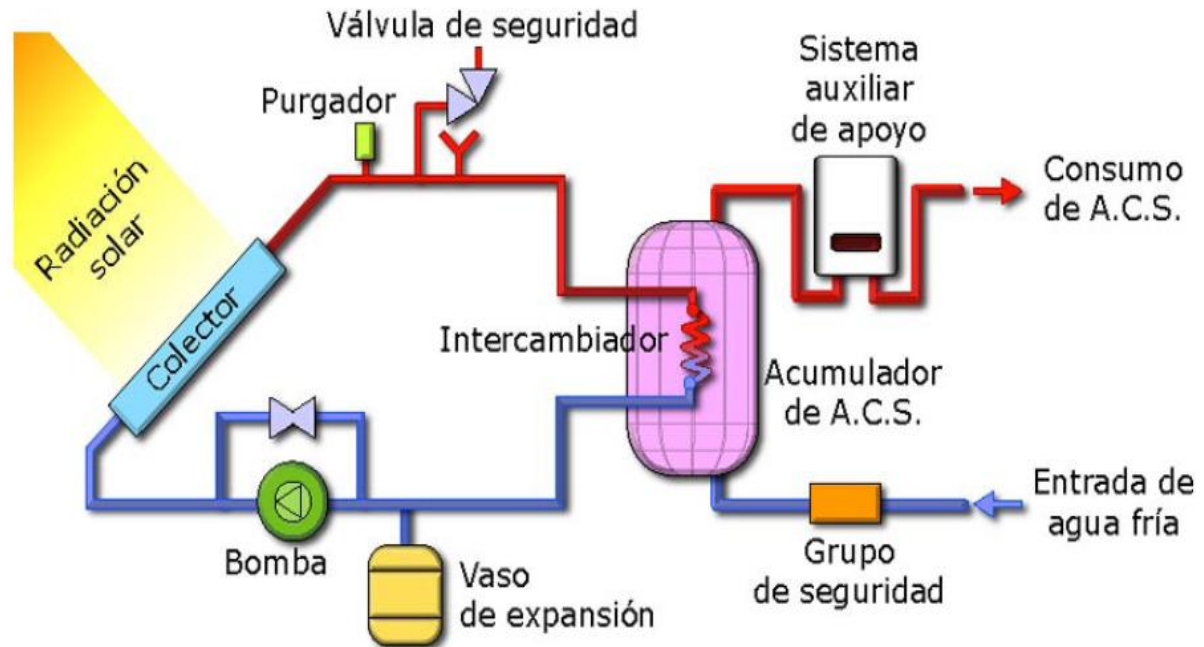 Válvula de seguridad
Purgador
Sistema
auxiliar
de apoyo
Consumo
de A.C.S.
Radiación
solar
Colector
Intercambiador
Acumulador
de A.C.S.
Entrada de
agua fría
Grupo
de seguridad
Bomba
Vaso
de expansión